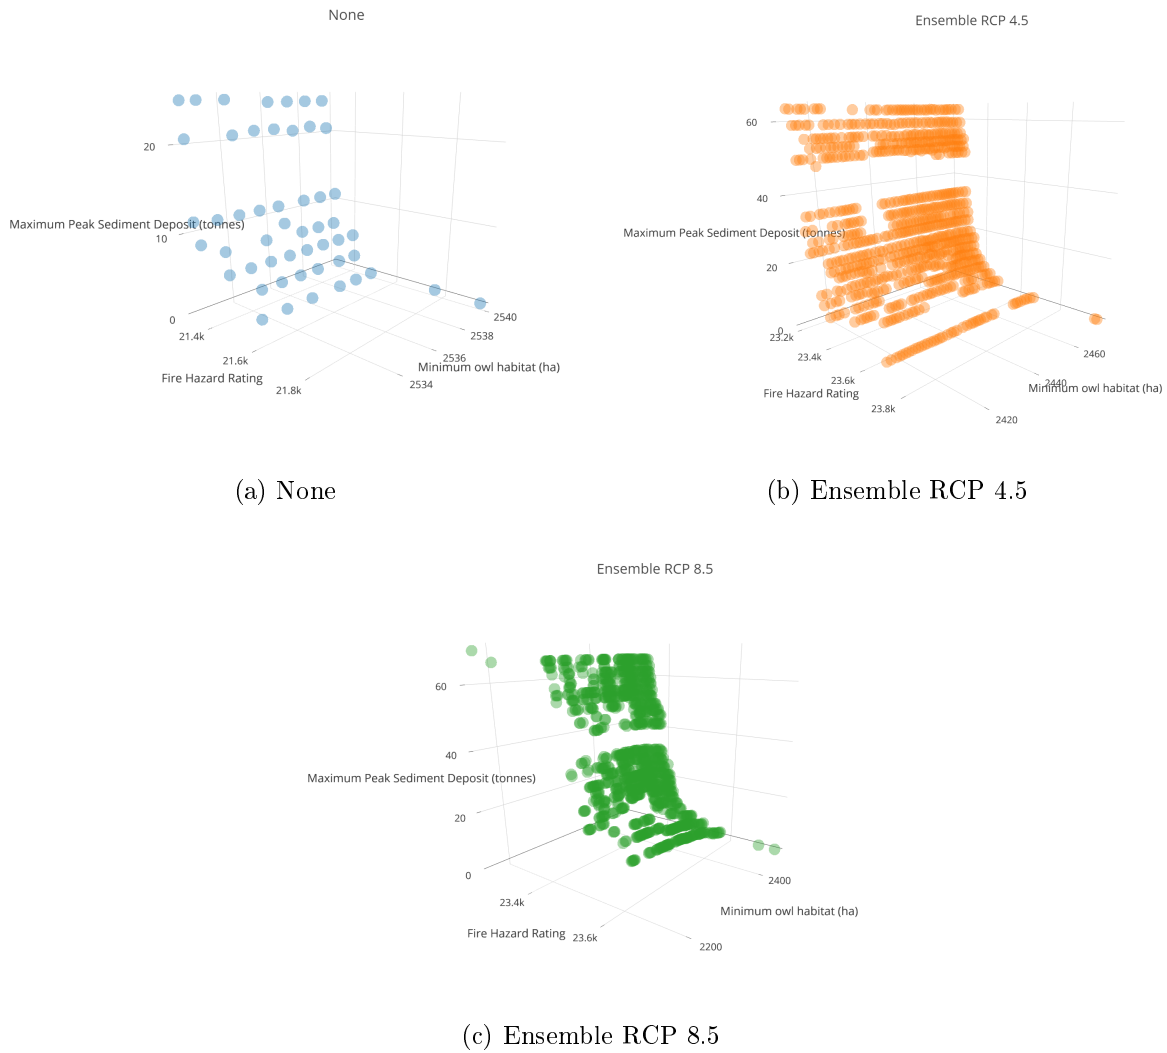 None
20
Maximum Peak Sediment Deposit (tonnes)
10
0
21.4k
21.6k
Fire Hazard Rating
21.8k
2540
2538
2536
Minimum owl habitat (ha)
2534
(a) None
Ensemble RCP 4.5
60
40
Maximum Peak Sediment Deposit (tonnes)
20
0
23.2k
23.4k
23.6k
Fire Hazard Rating
23.8k
2460
2440
Minimum owl habitat (ha)
2420
(b) Ensemble RCP 4.5
Ensemble RCP 8.5
60
40
Maximum Peak Sediment Deposit (tonnes)
20
0
23.4k
Fire Hazard Rating
23.6k
2400
Minimum owl habitat (ha)
2200
(c) Ensemble RCP 8.5